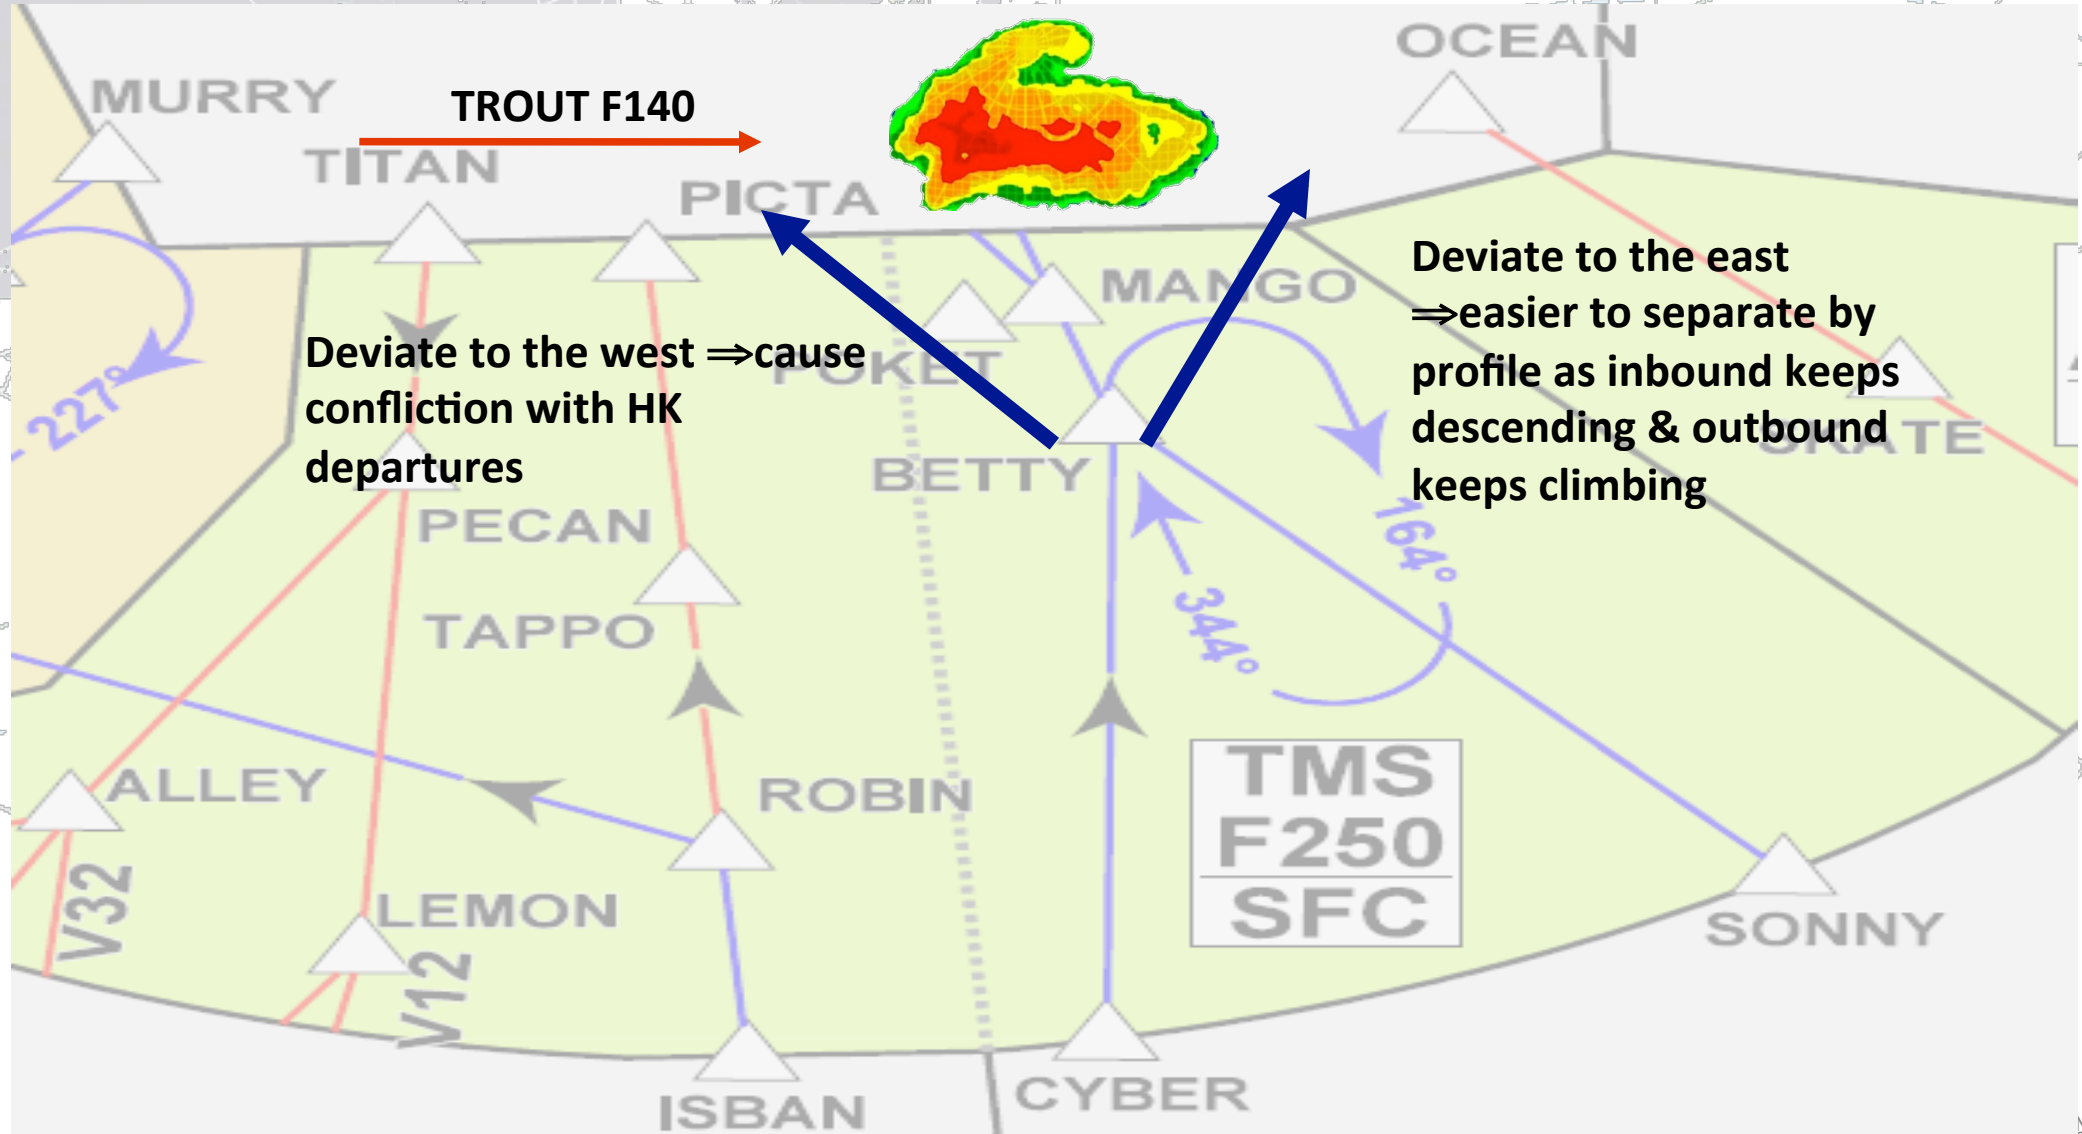 OCEAN
MURRY
TROUT F140
TITAN
PICTA
MANGO
Deviate to the east
⇒easier to separate by
profile as inbound keeps
descending & outbound
keeps climbing
Deviate to the west ⇒cause
confliction with HK
departures
POKET
227°
SKATE
BETTY
PECAN
164°
344°
TAPPO
TMS
F250
SFC
ALLEY
ROBIN
V32
LEMON
V12
SONNY
CYBER
ISBAN